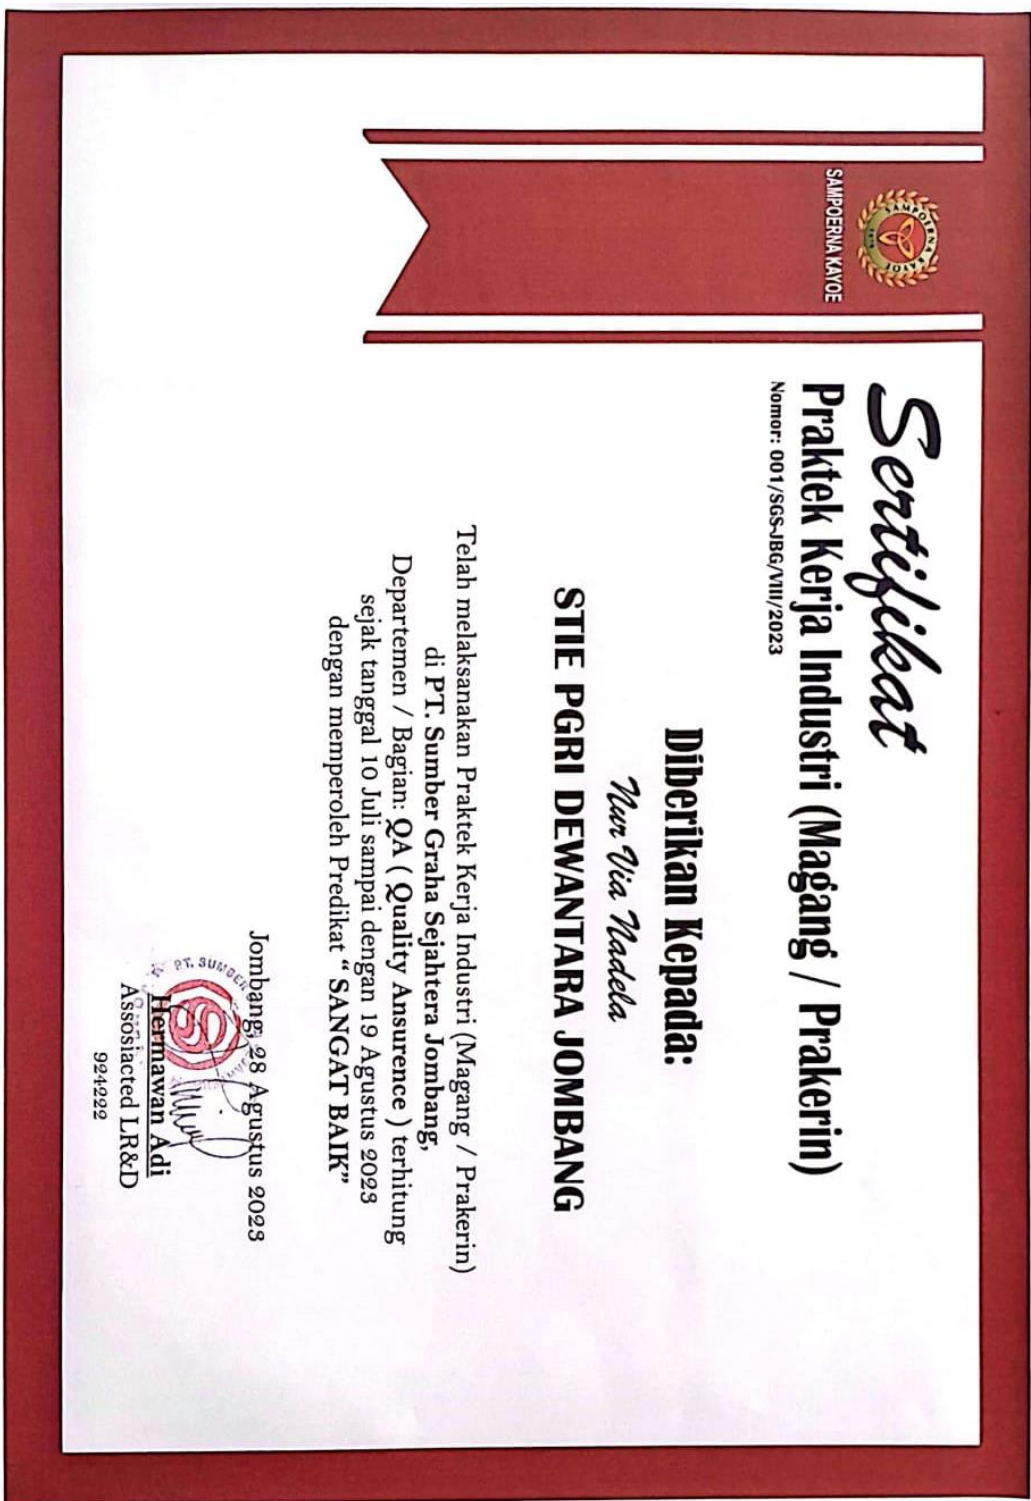 SAMPOERNA KAYOE
SAMPOERNA KAYOE
Sertifikat
Praktek Kerja Industri (Magang / Prakerin)
Nomor: 001/SGS-JBG/VIII/2023
Diberikan Kepada:
Nur Via Nadela
STIE PGRI DEWANTARA JOMBANG
Telah melaksanakan Praktek Kerja Industri (Magang / Prakerin)
di PT. Sumber Graha Sejahtera Jombang,
Departemen / Bagian: QA ( Quality Ansurence ) terhitung
sejak tanggal 10 Juli sampai dengan 19 Agustus 2023
dengan memperoleh Predikat “ SANGAT BAIK”
Jombang, 28 Agustus 2023
PT. SUMBER
Hermawan Adi
Assosiacted LR&D
924222